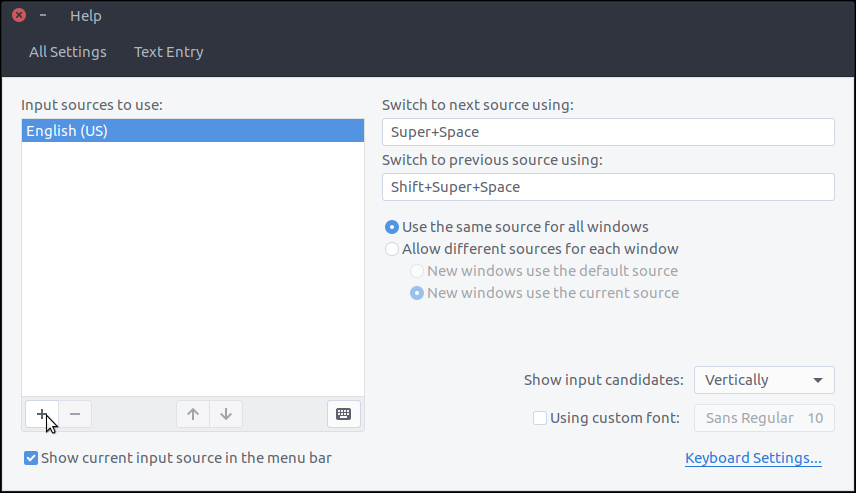 Help
All Settings Text Entry
Input sources to use:
English (US)
Show current input source in the menu bar
Switch to next source using:
Super+Space
Switch to previous source using:
Shift+Super+Space
Use the same source for all windows
Allow different sources for each window
New windows use the default source
New windows use the current source
Show input candidates: Vertically
Using custom font: Sans Regular 10
Keyboard Settings...